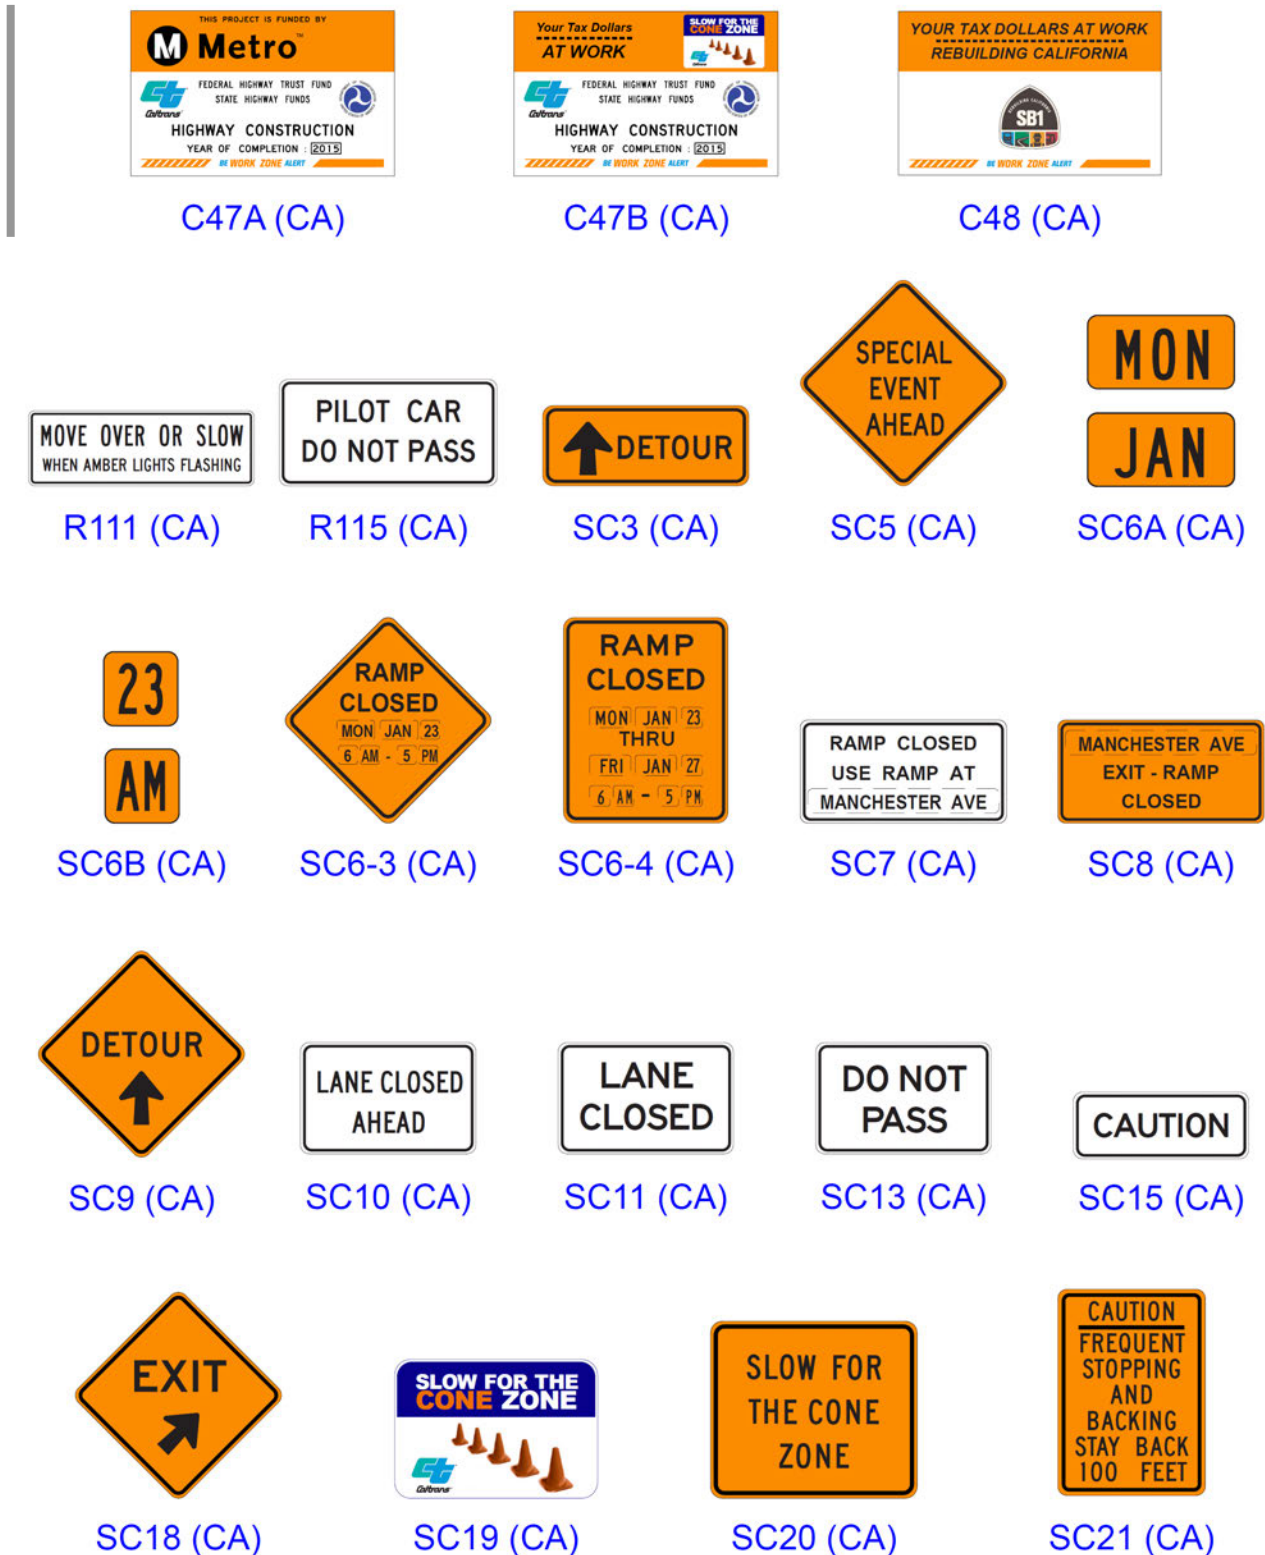 THIS PROJECT IS FUNDED BY
M Metro™
Caltrans
FEDERAL HIGHWAY TRUST FUND
STATE HIGHWAY FUNDS
HIGHWAY CONSTRUCTION
YEAR OF COMPLETION : 2015
BE WORK ZONE ALERT
C47A (CA)
Your Tax Dollars
AT WORK
SLOW FOR THE
CONE ZONE
Caltrans
Caltrans
FEDERAL HIGHWAY TRUST FUND
STATE HIGHWAY FUNDS
HIGHWAY CONSTRUCTION
YEAR OF COMPLETION : 2015
BE WORK ZONE ALERT
C47B (CA)
YOUR TAX DOLLARS AT WORK
REBUILDING CALIFORNIA
REBUILDING CALIFORNIA
SB1
BE WORK ZONE ALERT
C48 (CA)
MOVE OVER OR SLOW
WHEN AMBER LIGHTS FLASHING
R111 (CA)
PILOT CAR
DO NOT PASS
R115 (CA)
DETOUR
SC3 (CA)
SPECIAL
EVENT
AHEAD
SC5 (CA)
MON
JAN
SC6A (CA)
23
AM
SC6B (CA)
RAMP
CLOSED
MON JAN 23
6 AM - 5 PM
SC6-3 (CA)
RAMP
CLOSED
MON JAN 23
THRU
FRI JAN 27
6 AM - 5 PM
SC6-4 (CA)
RAMP CLOSED
USE RAMP AT
MANCHESTER AVE
SC7 (CA)
MANCHESTER AVE
EXIT - RAMP
CLOSED
SC8 (CA)
DETOUR
SC9 (CA)
LANE CLOSED
AHEAD
SC10 (CA)
LANE
CLOSED
SC11 (CA)
DO NOT
PASS
SC13 (CA)
CAUTION
SC15 (CA)
EXIT
SC18 (CA)
SLOW FOR THE
CONE ZONE
Caltrans
SC19 (CA)
SLOW FOR
THE CONE
ZONE
SC20 (CA)
CAUTION
FREQUENT
STOPPING
AND
BACKING
STAY BACK
100 FEET
SC21 (CA)